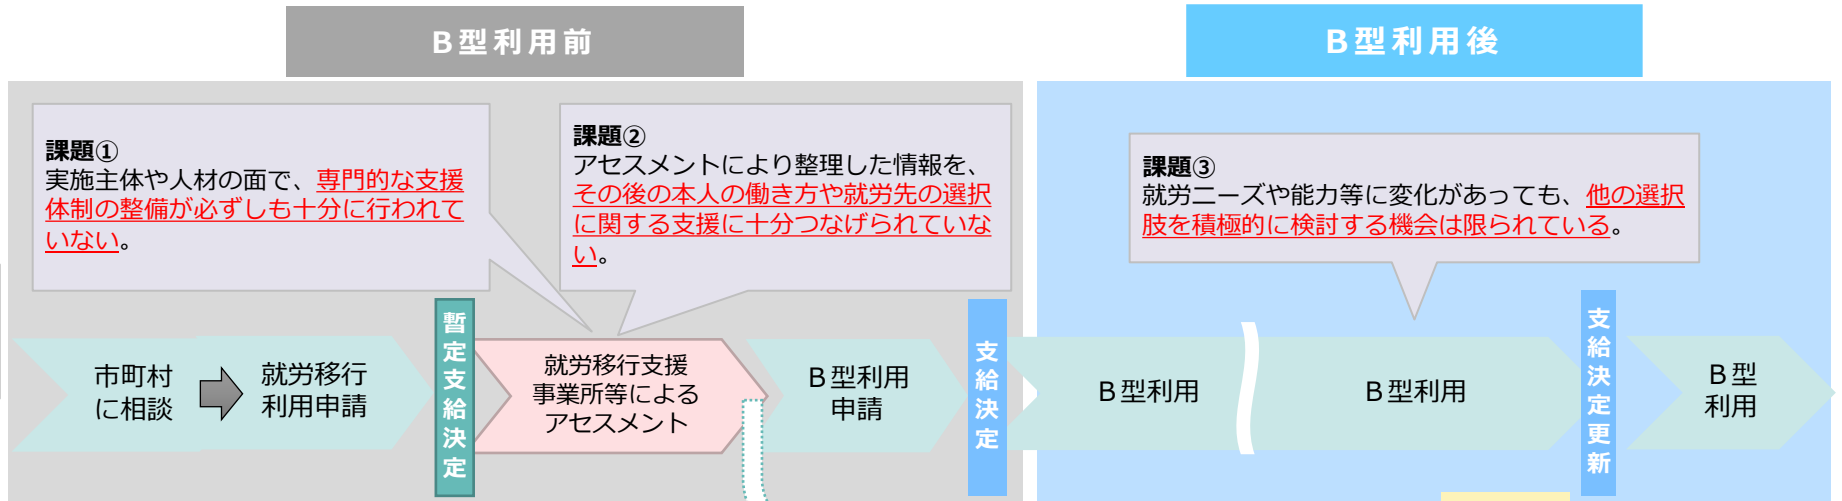 B型利用前
B型利用後
課題①
実施主体や人材の面で、専門的な支援
体制の整備が必ずしも十分に行われて
いない。
課題②
アセスメントにより整理した情報を、
その後の本人の働き方や就労先の選択
に関する支援に十分つなげられていな
い。
課題③
就労ニーズや能力等に変化があっても、他の選択
肢を積極的に検討する機会は限られている。
市町村
に相談
就労移行
利用申請
暫定支給決定
就労移行支援
事業所等による
アセスメント
B型利用
申請
支給決定
B型利用
B型利用
支給決定更新
B型
利用